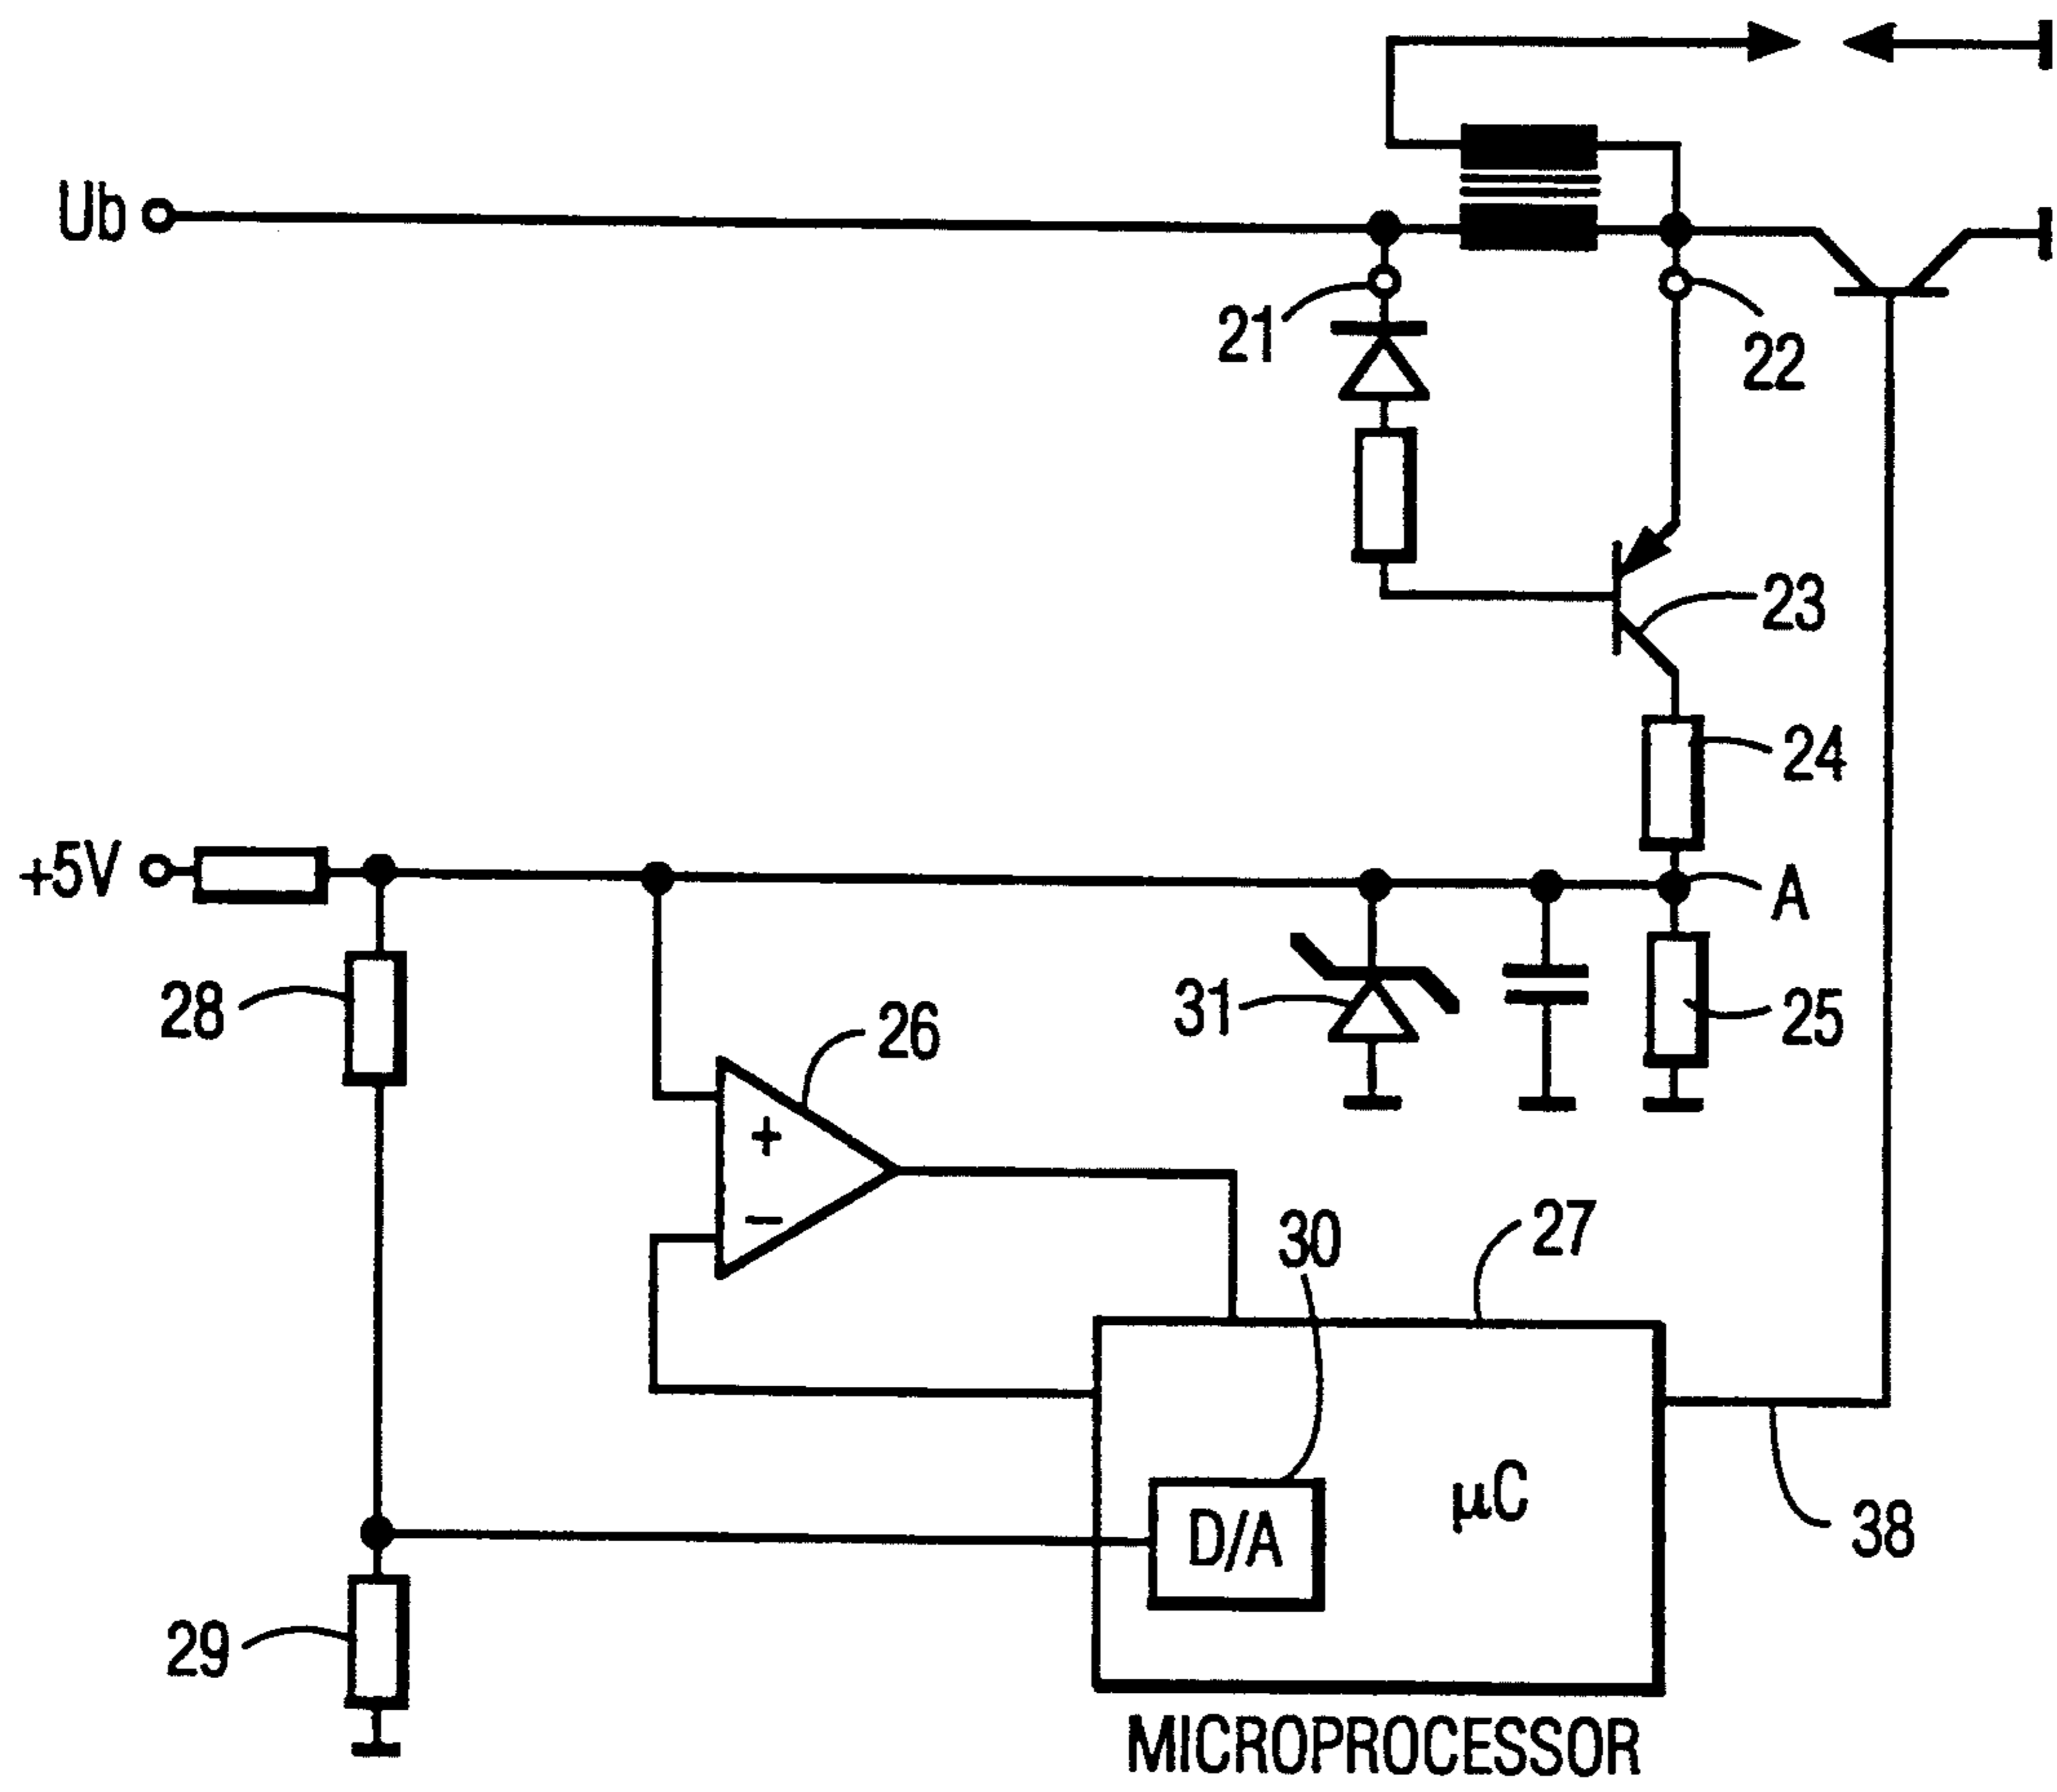 Ub
21
22
23
24
+5V
A
28
26
31
25
27
30
µC
D/A
38
29
MICROPROCESSOR
+
−